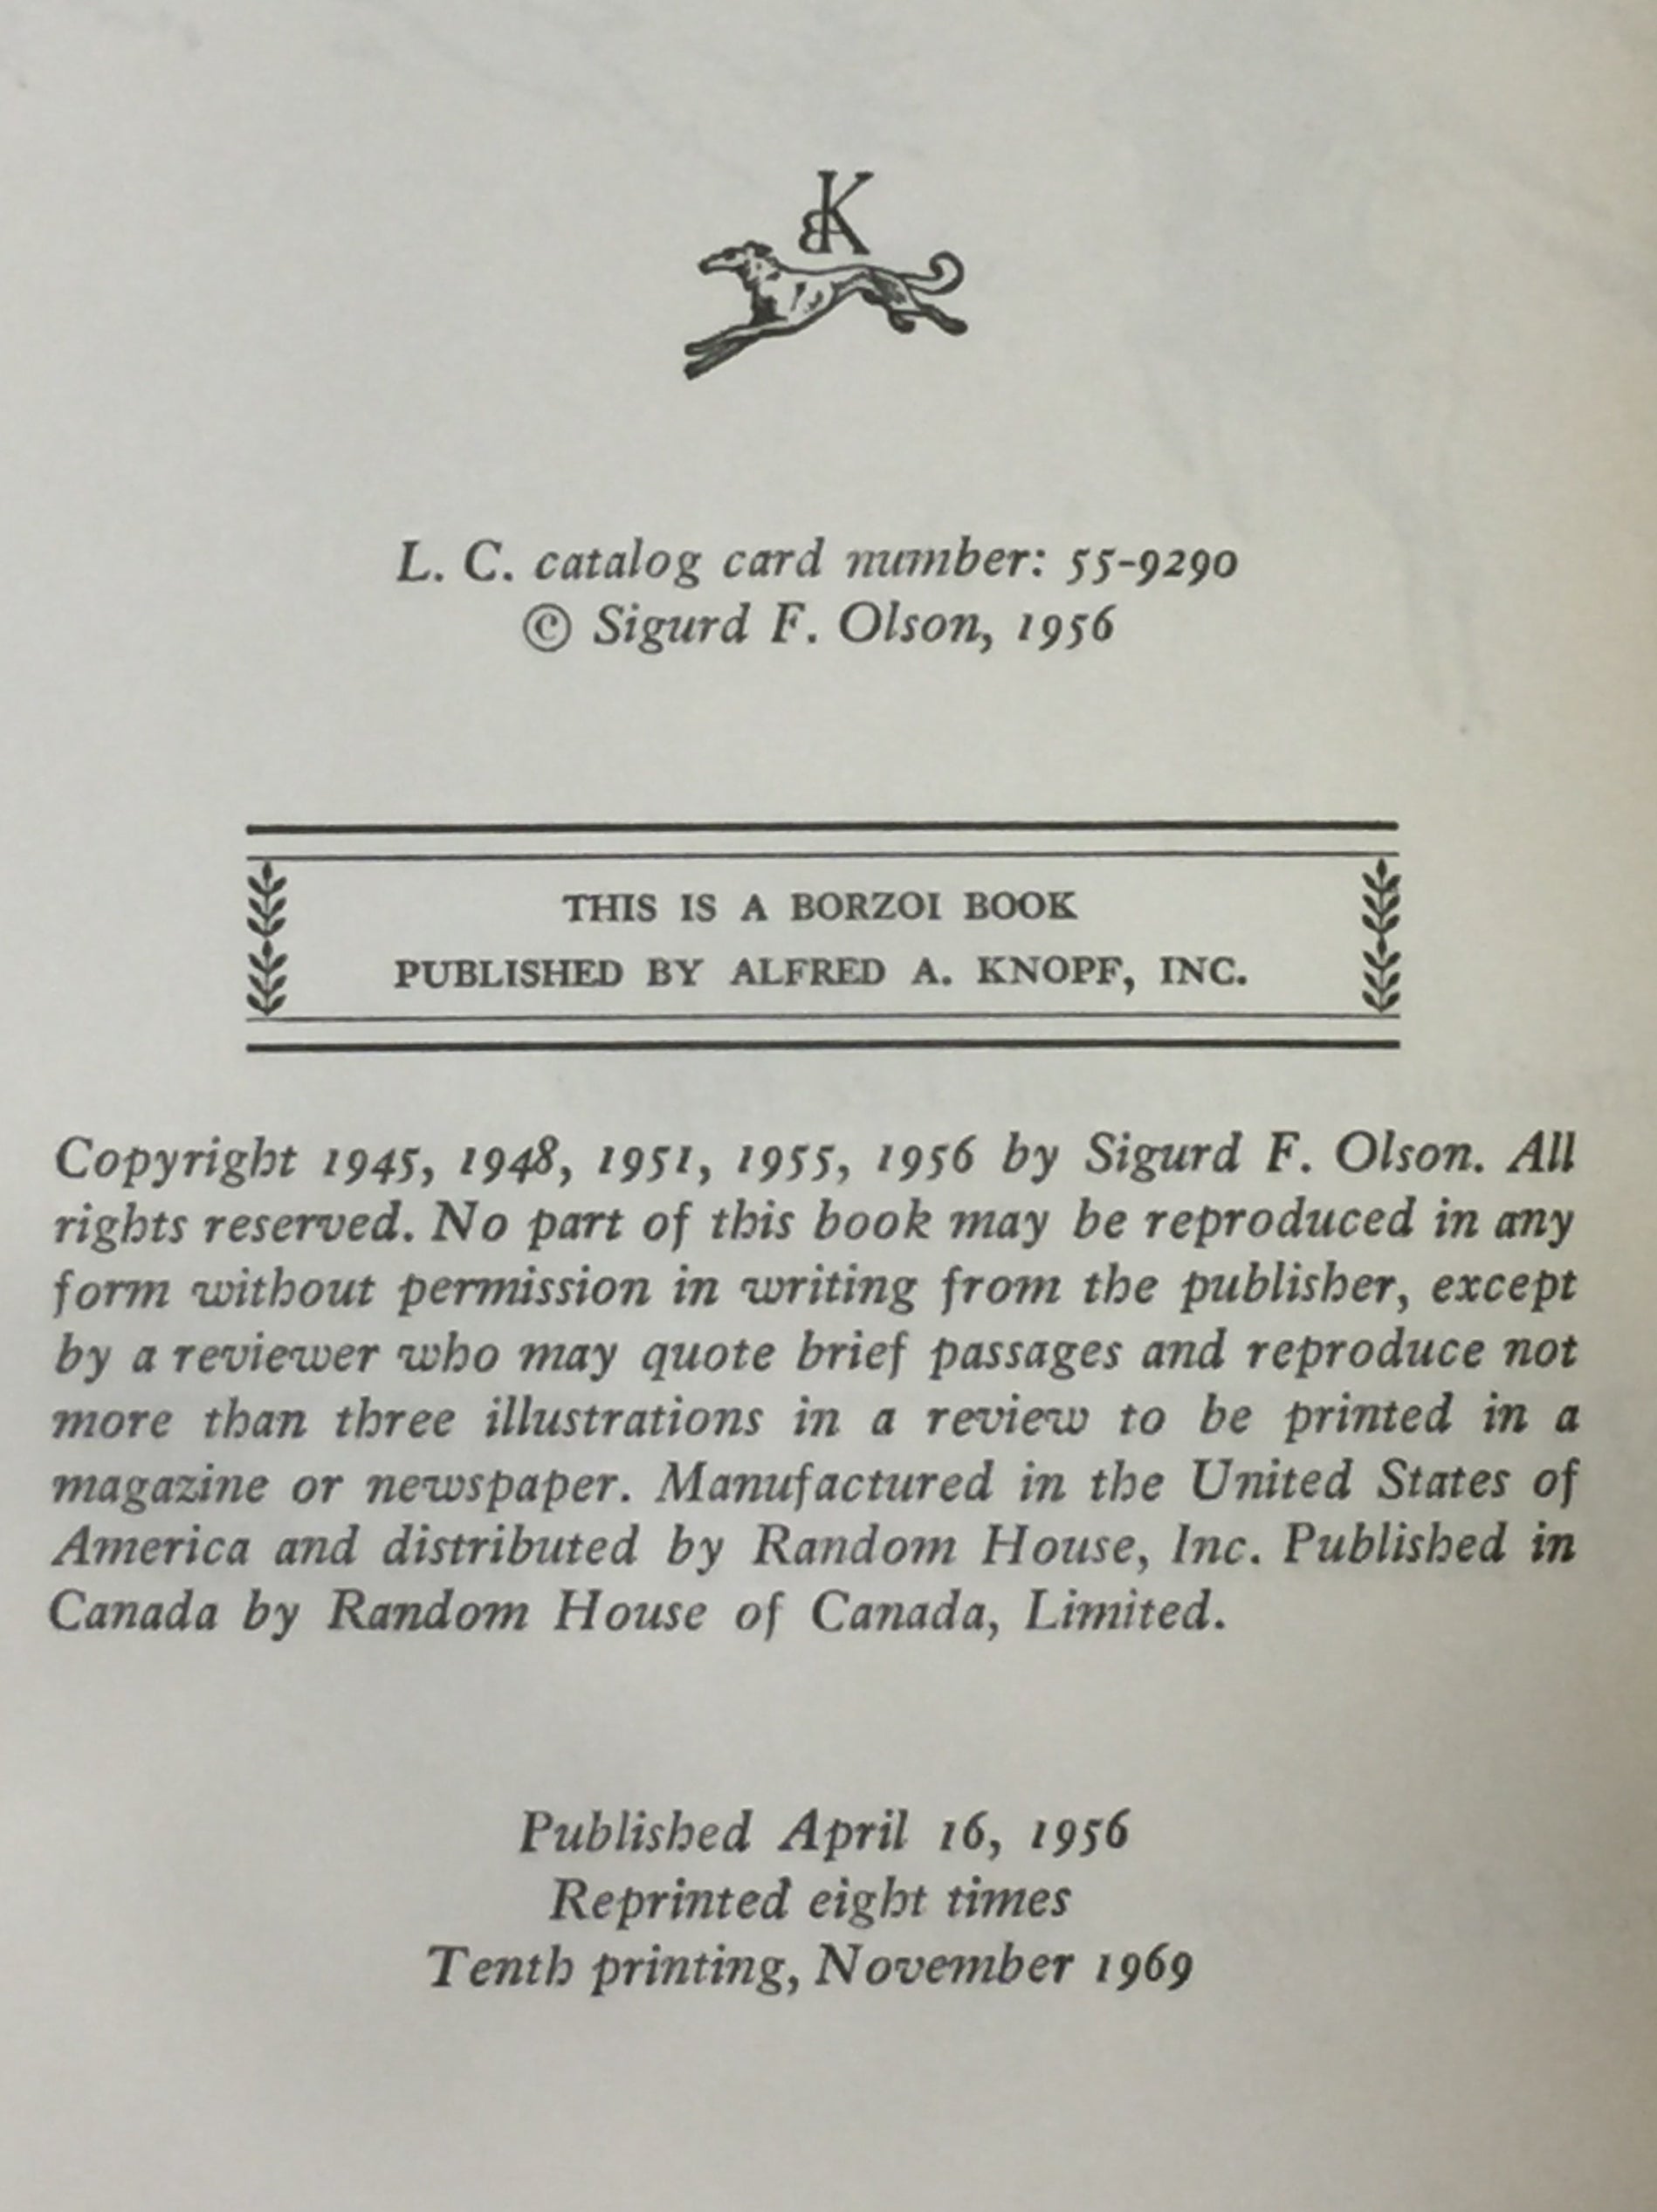 BK
L. C. catalog card number: 55-9290
© Sigurd F. Olson, 1956
THIS IS A BORZOI BOOK
PUBLISHED BY ALFRED A. KNOPF, INC.
Copyright 1945, 1948, 1951, 1955, 1956 by Sigurd F. Olson. All
rights reserved. No part of this book may be reproduced in any
form without permission in writing from the publisher, except
by a reviewer who may quote brief passages and reproduce not
more than three illustrations in a review to be printed in a
magazine or newspaper. Manufactured in the United States of
America and distributed by Random House, Inc. Published in
Canada by Random House of Canada, Limited.
Published April 16, 1956
Reprinted eight times
Tenth printing, November 1969